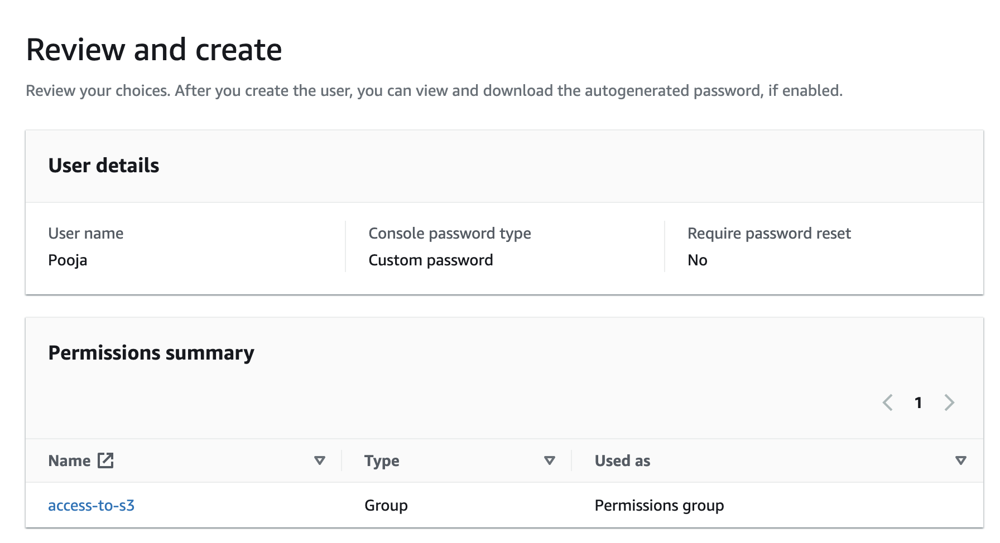 Review and create
Review your choices. After you create the user, you can view and download the autogenerated password, if enabled.
User details
User name
Pooja
Console password type
Custom password
Require password reset
No
Permissions summary
1
Name
Type
Used as
access-to-s3
Group
Permissions group